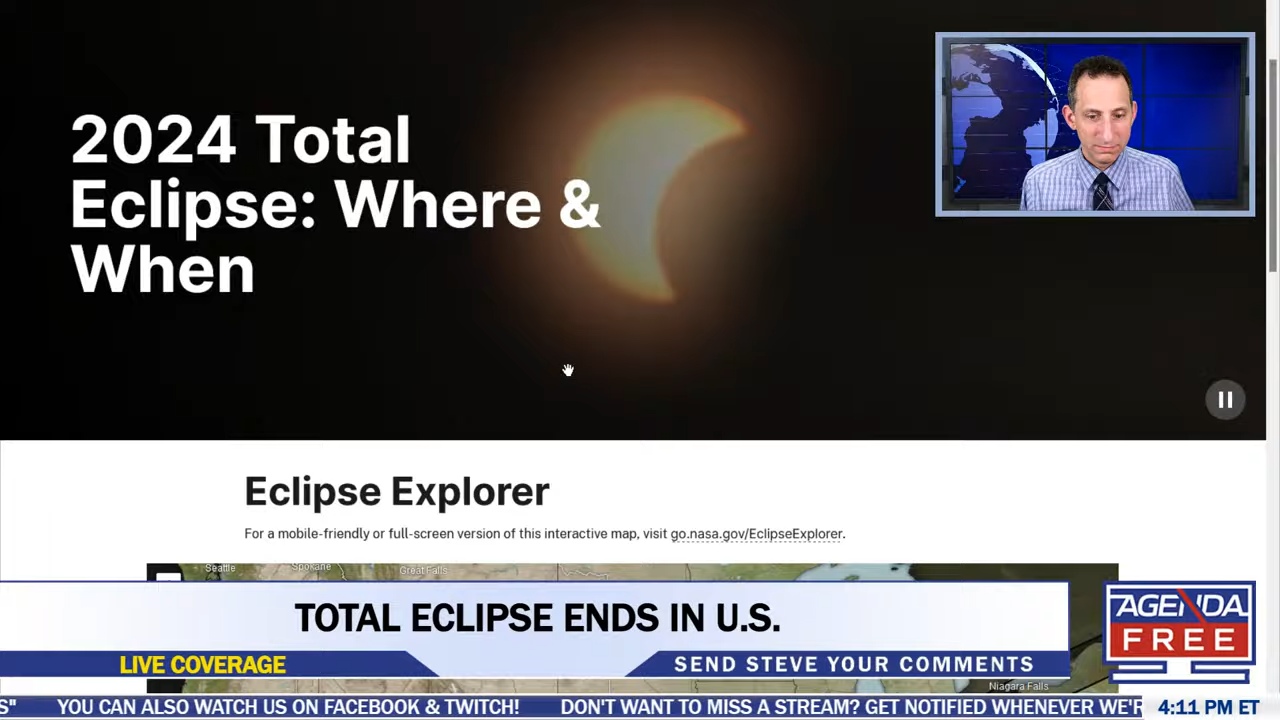 2024 Total
Eclipse: Where &
When
Eclipse Explorer
For a mobile-friendly or full-screen version of this interactive map, visit go.nasa.gov/EclipseExplorer.
Seattle
Spokane
Great Falls
TOTAL ECLIPSE ENDS IN U.S.
LIVE COVERAGE
SEND STEVE YOUR COMMENTS
AGENDA
FREE
Niagara Falls
S" YOU CAN ALSO WATCH US ON FACEBOOK & TWITCH! DON'T WANT TO MISS A STREAM? GET NOTIFIED WHENEVER WE'R
4:11 PM ET